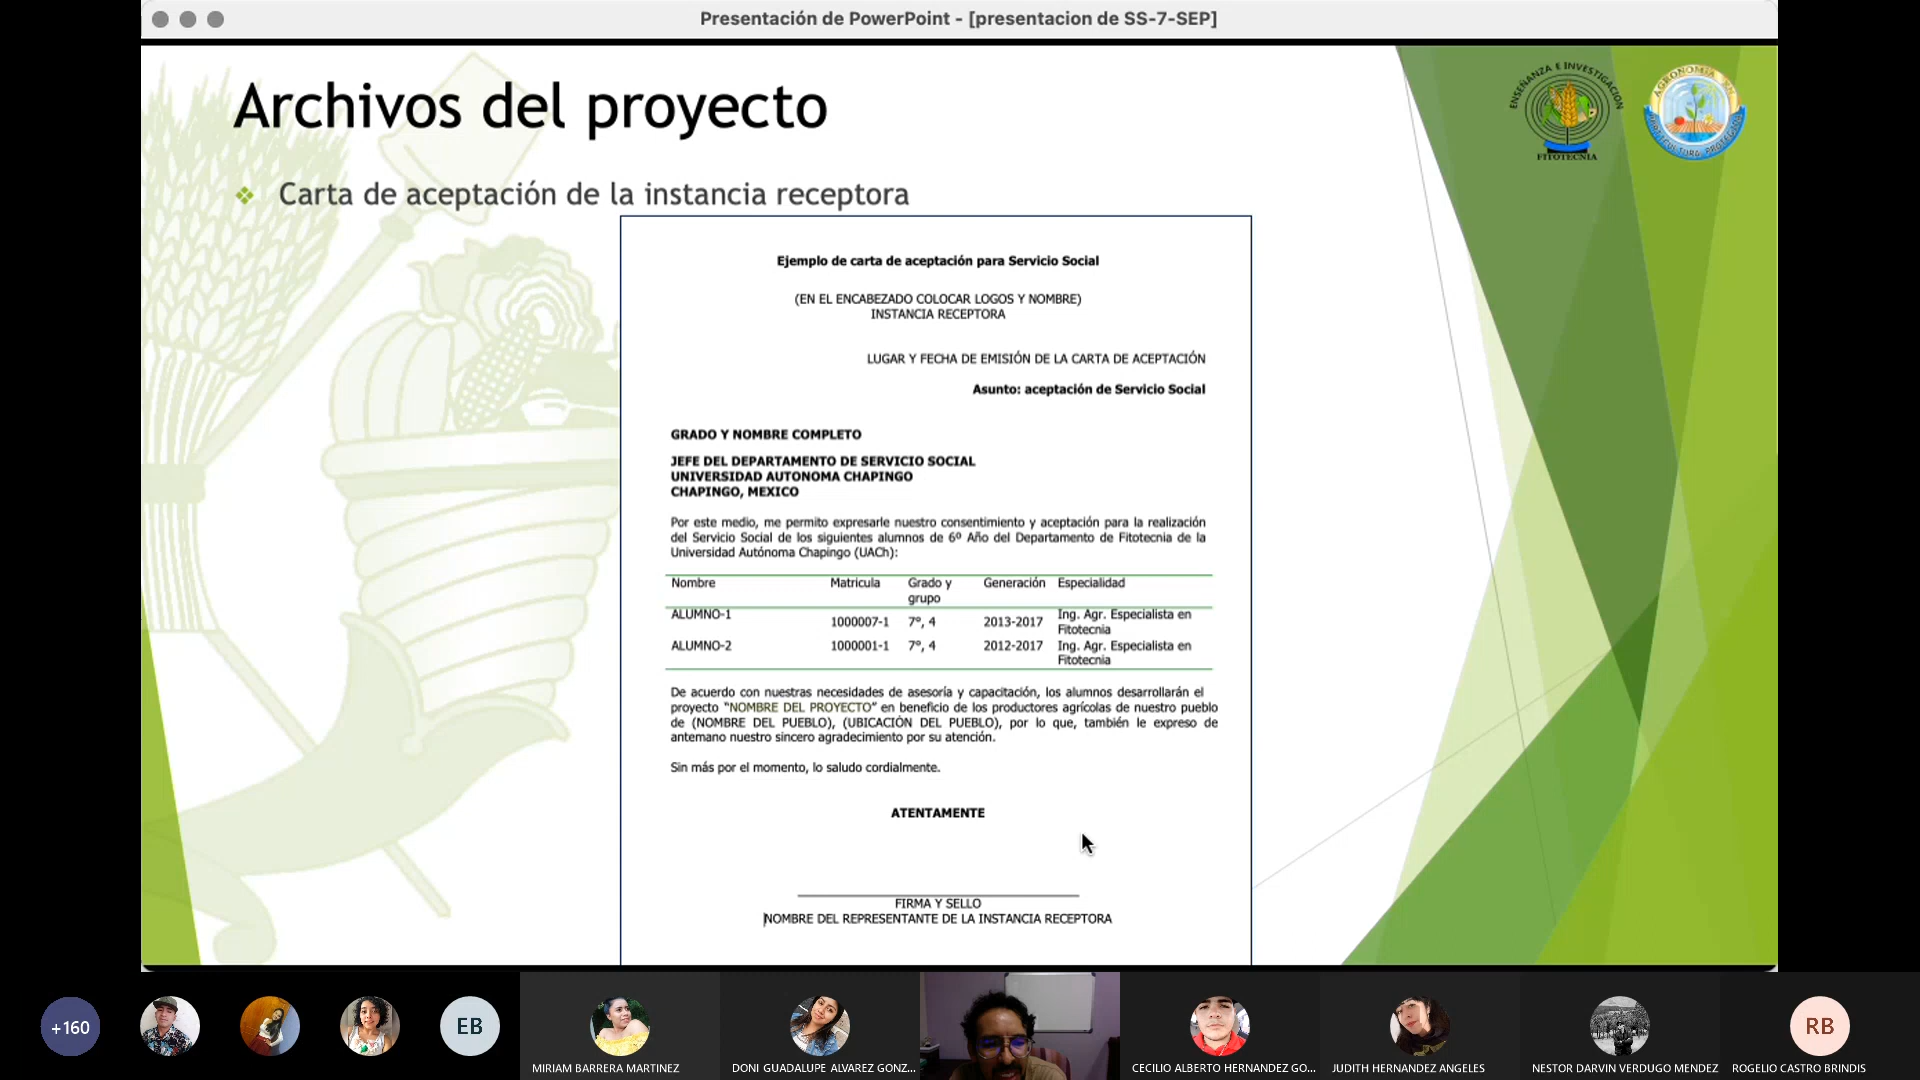 Presentación de PowerPoint - [presentacion de SS-7-SEP]
Archivos del proyecto
ENSEÑANZA E INVESTIGACION
FITOTECNIA
AGRONOMIA EN
HORTICULTURA PROTEGIDA
Carta de aceptación de la instancia receptora
Ejemplo de carta de aceptación para Servicio Social
(EN EL ENCABEZADO COLOCAR LOGOS Y NOMBRE)
INSTANCIA RECEPTORA
LUGAR Y FECHA DE EMISIÓN DE LA CARTA DE ACEPTACIÓN
Asunto: aceptación de Servicio Social
GRADO Y NOMBRE COMPLETO
JEFE DEL DEPARTAMENTO DE SERVICIO SOCIAL
UNIVERSIDAD AUTONOMA CHAPINGO
CHAPINGO, MEXICO
Por este medio, me permito expresarle nuestro consentimiento y aceptación para la realización
del Servicio Social de los siguientes alumnos de 6º Año del Departamento de Fitotecnia de la
Universidad Autónoma Chapingo (UACh):
Nombre Matricula Grado y grupo Generación Especialidad
ALUMNO-1 1000007-1 7°, 4 2013-2017 Ing. Agr. Especialista en Fitotecnia
ALUMNO-2 1000001-1 7°, 4 2012-2017 Ing. Agr. Especialista en Fitotecnia
De acuerdo con nuestras necesidades de asesoría y capacitación, los alumnos desarrollarán el
proyecto "NOMBRE DEL PROYECTO" en beneficio de los productores agrícolas de nuestro pueblo
de (NOMBRE DEL PUEBLO), (UBICACIÓN DEL PUEBLO), por lo que, también le expreso de
antemano nuestro sincero agradecimiento por su atención.
Sin más por el momento, lo saludo cordialmente.
ATENTAMENTE
FIRMA Y SELLO
NOMBRE DEL REPRESENTANTE DE LA INSTANCIA RECEPTORA
+160
EB
RB
MIRIAM BARRERA MARTINEZ
DONI GUADALUPE ALVAREZ GONZ...
CECILIO ALBERTO HERNANDEZ GO...
JUDITH HERNANDEZ ANGELES
NESTOR DARVIN VERDUGO MENDEZ
ROGELIO CASTRO BRINDIS